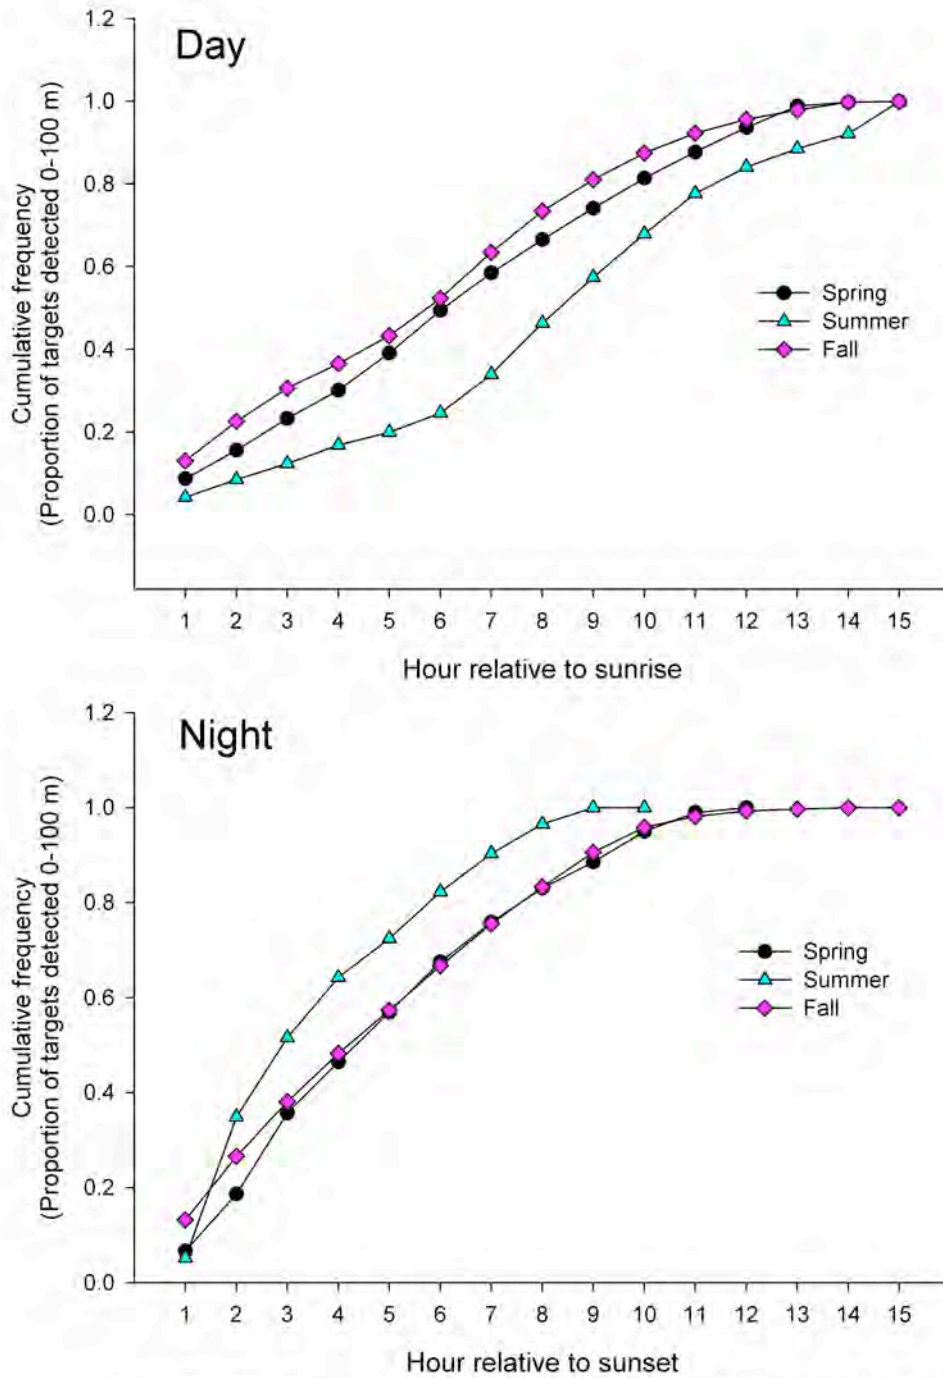 Day
1.2
1.0
0.8
0.6
0.4
0.2
0.0
Cumulative frequency
(Proportion of targets detected 0-100 m)
Spring
Summer
Fall
1 2 3 4 5 6 7 8 9 10 11 12 13 14 15
Hour relative to sunrise
Night
1.2
1.0
0.8
0.6
0.4
0.2
0.0
Cumulative frequency
(Proportion of targets detected 0-100 m)
Spring
Summer
Fall
1 2 3 4 5 6 7 8 9 10 11 12 13 14 15
Hour relative to sunset